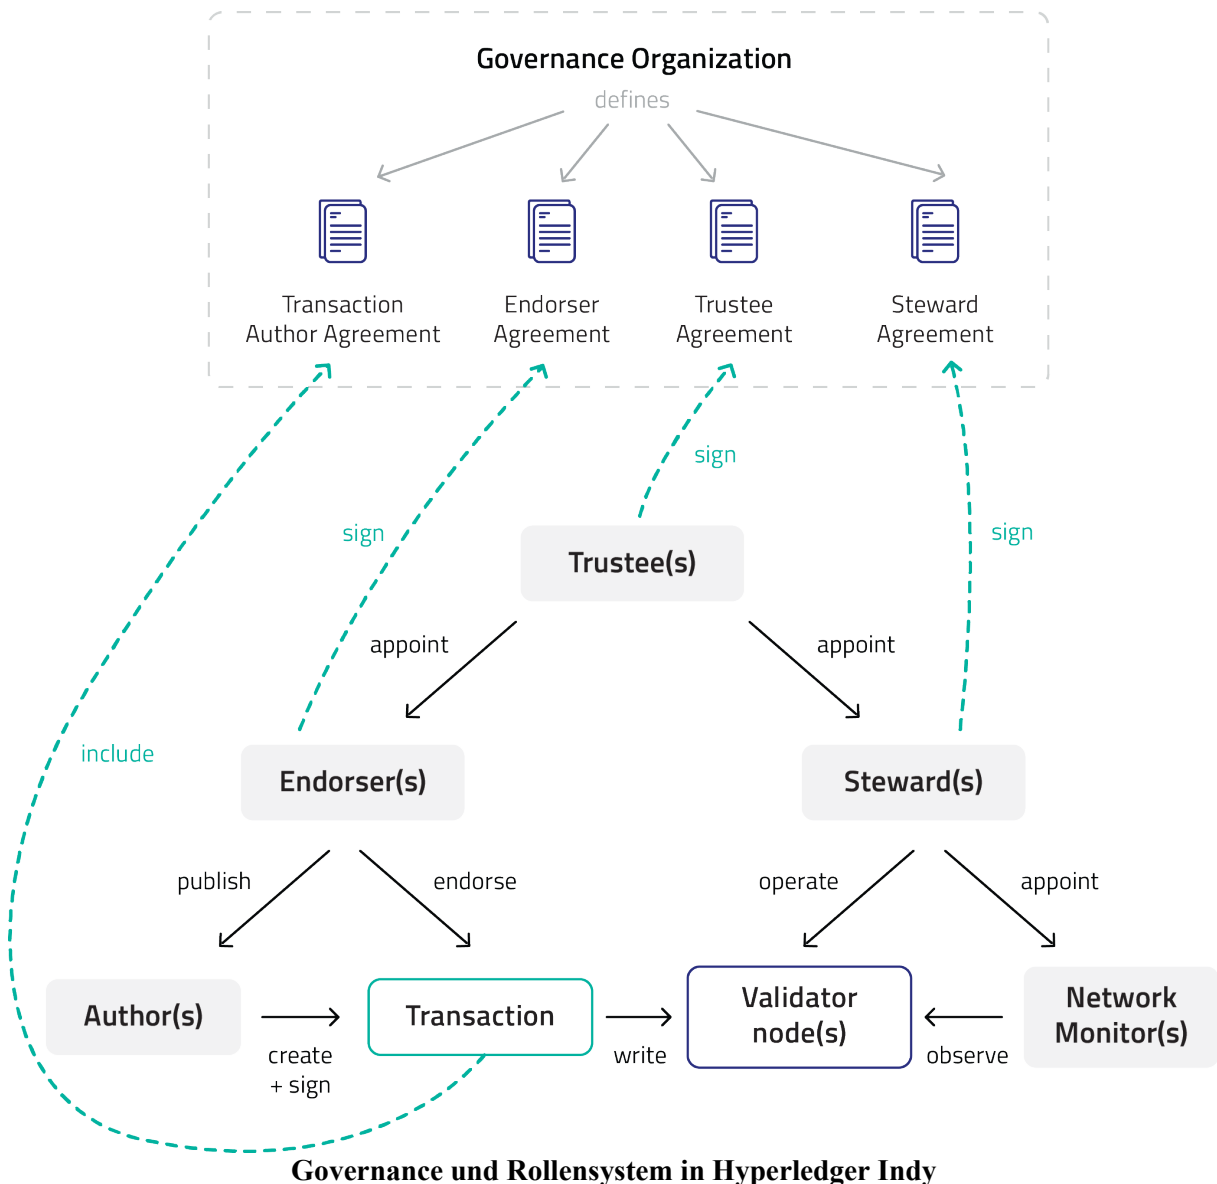 Governance Organization
defines
Transaction
Author Agreement
Endorser
Agreement
Trustee
Agreement
Steward
Agreement
sign
sign
sign
Trustee(s)
appoint
appoint
include
Endorser(s)
Steward(s)
publish
endorse
operate
appoint
Author(s)
Transaction
Validator
node(s)
Network
Monitor(s)
create
+ sign
write
observe
Governance und Rollensystem in Hyperledger Indy